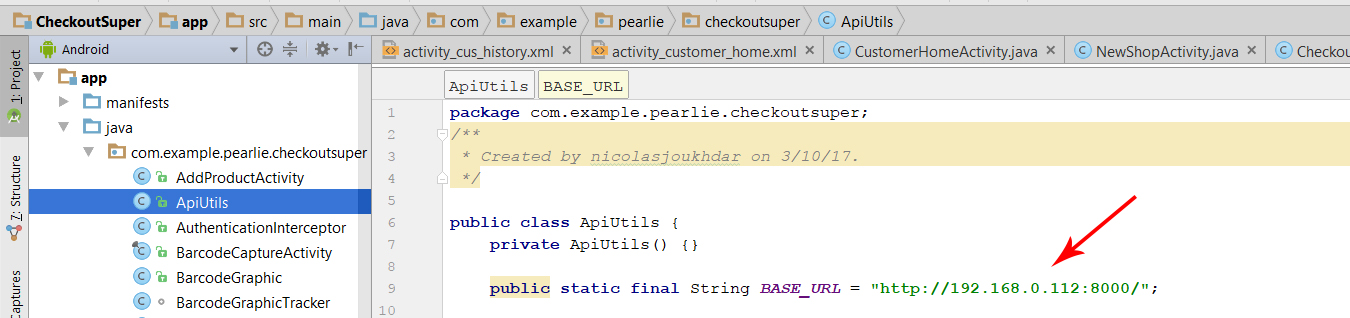 CheckoutSuper app src main java com example pearlie checkoutsuper ApiUtils
1: Project
7: Structure
Captures
Android
app
manifests
java
com.example.pearlie.checkoutsuper
AddProductActivity
ApiUtils
AuthenticationInterceptor
BarcodeCaptureActivity
BarcodeGraphic
BarcodeGraphicTracker
activity_cus_history.xml activity_customer_home.xml CustomerHomeActivity.java NewShopActivity.java Checkou
ApiUtils BASE_URL
1 package com.example.pearlie.checkoutsuper;
2 /**
3 * Created by nicolasjoukhdar on 3/10/17.
4 */
5
6 public class ApiUtils {
7 private ApiUtils() {}
8
9 public static final String BASE_URL = "http://192.168.0.112:8000/";
10